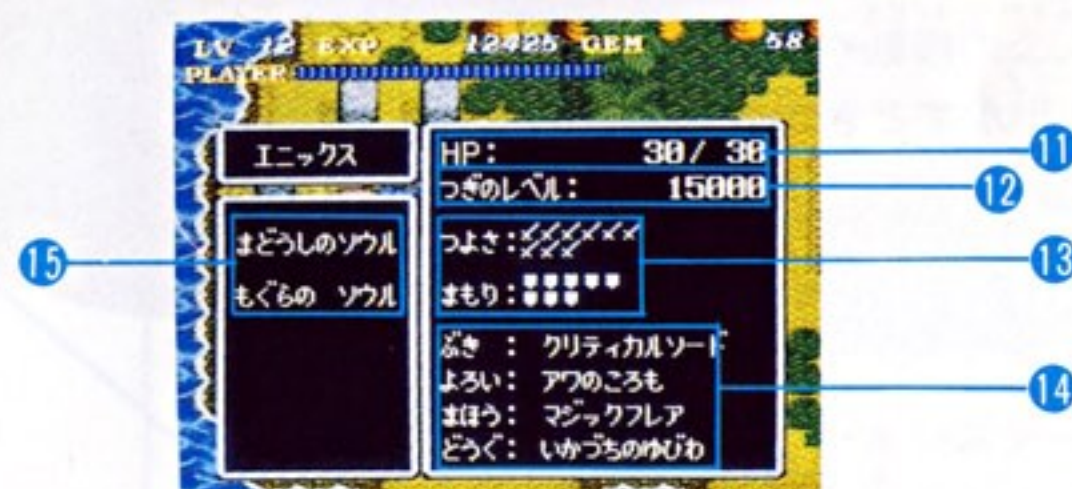 LV 12 EXP 12425 GEM 58
PLAYER
エニックス
まどうしのソウル
もぐらの ソウル
HP: 30/ 30
つぎのレベル: 15000
つよさ:
まもり:
ぶき : クリティカルソード
よろい: アワのころも
まほう: マジックフレア
どうぐ: いかづちのゆびわ
⑪
⑫
⑬
⑭
⑮